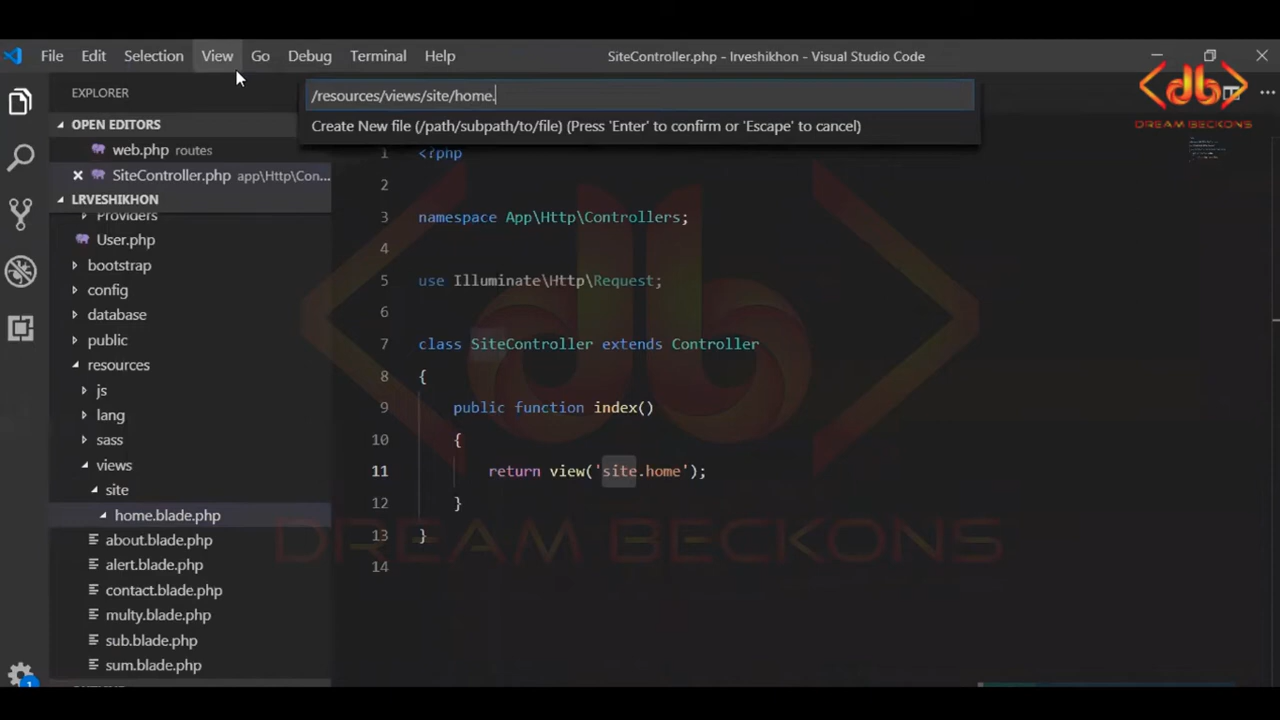 File Edit Selection View Go Debug Terminal Help SiteController.php - lrveshikhon - Visual Studio Code
EXPLORER
/resources/views/site/home.
Create New file (/path/subpath/to/file) (Press 'Enter' to confirm or 'Escape' to cancel)
db
DREAM BECKONS
OPEN EDITORS
web.php routes
SiteController.php app\Http\Con...
LRVESHIKHON
Providers
User.php
bootstrap
config
database
public
resources
js
lang
sass
views
site
home.blade.php
about.blade.php
alert.blade.php
contact.blade.php
multy.blade.php
sub.blade.php
sum.blade.php
1
1 <?php
2
3 namespace App\Http\Controllers;
4
5 use Illuminate\Http\Request;
6
7 class SiteController extends Controller
8 {
9 public function index()
10 {
11 return view('site.home');
12 }
13 }
14
DREAM BECKONS